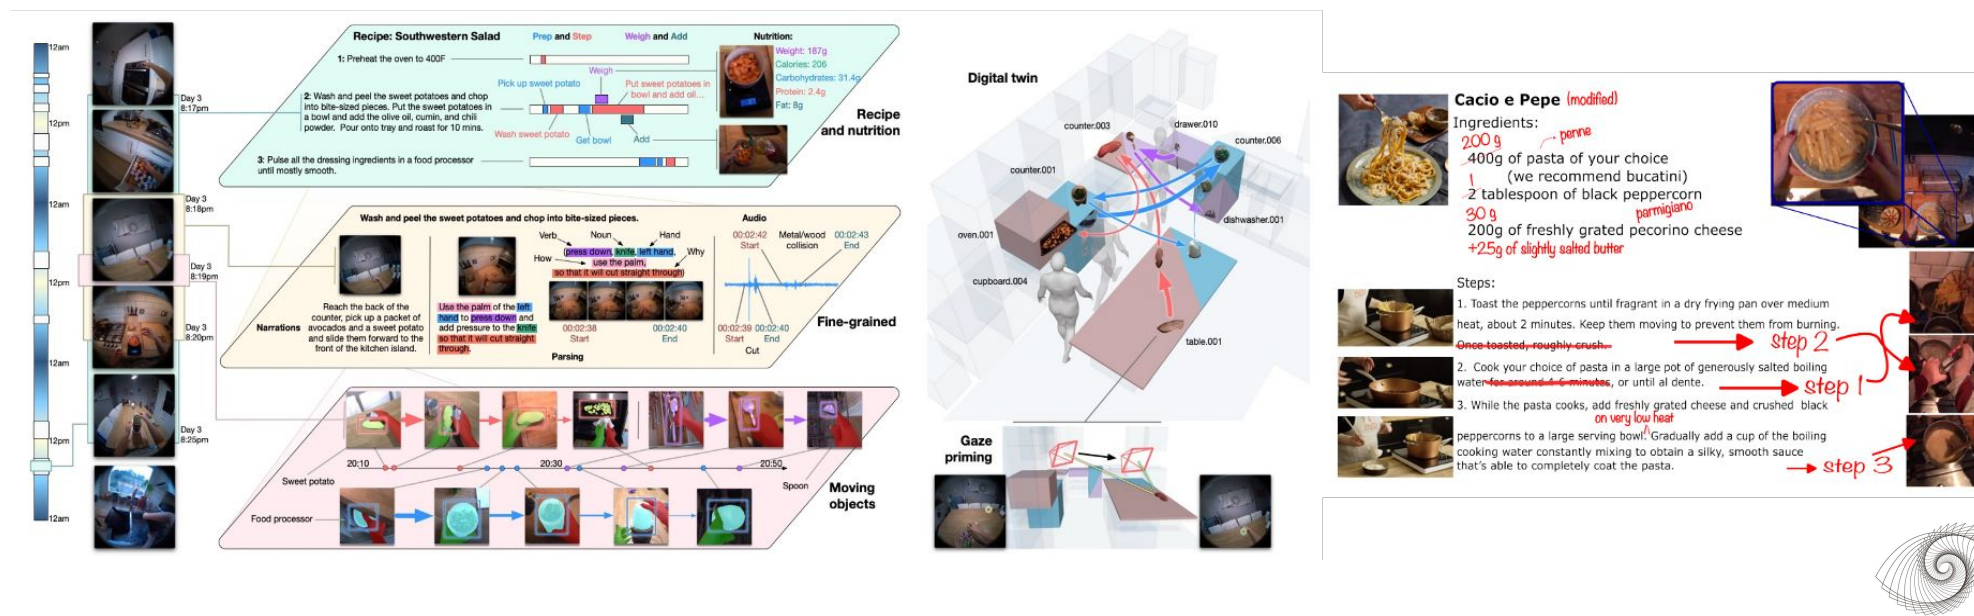 12am
12pm
12am
12pm
12am
12pm
12am
Day 3
8:17pm
Day 3
8:18pm
Day 3
8:19pm
Day 3
8:20pm
Day 3
8:25pm
Recipe: Southwestern Salad
Prep and Step
Weigh and Add
Nutrition:
1: Preheat the oven to 400F
Weight: 187g
Calories: 206
Carbohydrates: 31.4g
Protein: 2.4g
Fat: 8g
Weigh
Pick up sweet potato
Put sweet potatoes in
bowl and add oil...
2: Wash and peel the sweet potatoes and chop
into bite-sized pieces. Put the sweet potatoes in
a bowl and add the olive oil, cumin, and chili
powder. Pour onto tray and roast for 10 mins.
Wash sweet potato
Get bowl
Add
3: Pulse all the dressing ingredients in a food processor
until mostly smooth.
Recipe
and nutrition
Wash and peel the sweet potatoes and chop into bite-sized pieces.
Audio
Verb
Noun
Hand
How
Why
(press down, knife, left hand,
use the palm,
so that it will cut straight through)
00:02:42
Start
Metal/wood
collision
00:02:43
End
Narrations
Reach the back of the
counter, pick up a packet of
avocados and a sweet potato
and slide them forward to the
front of the kitchen island.
Use the palm of the left
hand to press down and
add pressure to the knife
so that it will cut straight
through.
00:02:38
Start
00:02:40
End
Parsing
00:02:39
Start
00:02:40
End
Cut
Fine-grained
20:10
20:30
20:50
Sweet potato
Spoon
Food processor
Moving
objects
Digital twin
counter.003
drawer.010
counter.006
counter.001
dishwasher.001
oven.001
cupboard.004
table.001
Gaze
priming
Cacio e Pepe (modified)
Ingredients:
200g
penne
400g of pasta of your choice
(we recommend bucatini)
1
2 tablespoon of black peppercorn
30g
parmigiano
200g of freshly grated pecorino cheese
+25g of slightly salted butter
Steps:
1. Toast the peppercorns until fragrant in a dry frying pan over medium
heat, about 2 minutes. Keep them moving to prevent them from burning.
Once toasted, roughly crush.
step 2
2. Cook your choice of pasta in a large pot of generously salted boiling
water for around 4-6 minutes, or until al dente.
step 1
3. While the pasta cooks, add freshly grated cheese and crushed black
on very low heat
peppercorns to a large serving bowl. Gradually add a cup of the boiling
cooking water constantly mixing to obtain a silky, smooth sauce
that's able to completely coat the pasta.
step 3